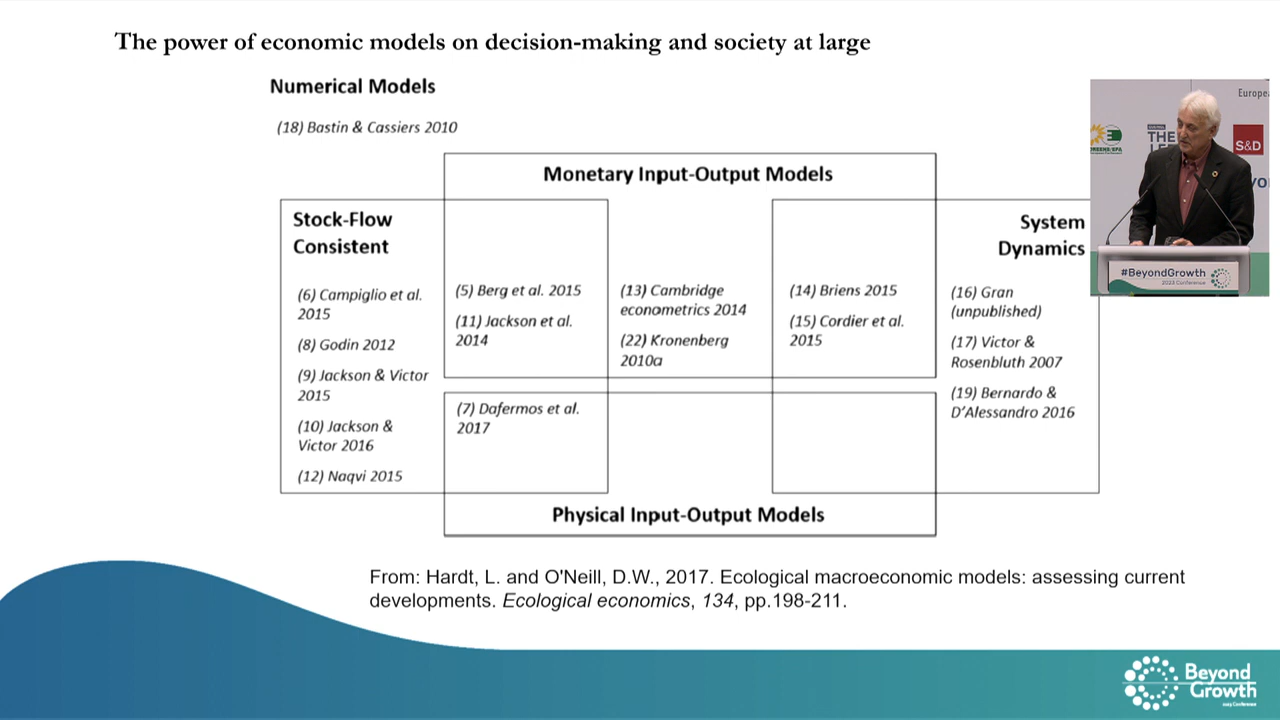 The power of economic models on decision-making and society at large
Numerical Models
(18) Bastin & Cassiers 2010
Monetary Input-Output Models
Stock-Flow
Consistent
(6) Campiglio et al.
2015
(8) Godin 2012
(9) Jackson & Victor
2015
(10) Jackson &
Victor 2016
(12) Naqvi 2015
(5) Berg et al. 2015
(11) Jackson et al.
2014
(7) Dafermos et al.
2017
(13) Cambridge
econometrics 2014
(22) Kronenberg
2010a
(14) Briens 2015
(15) Cordier et al.
2015
System
Dynamics
(16) Gran
(unpublished)
(17) Victor &
Rosenbluth 2007
(19) Bernardo &
D'Alessandro 2016
Physical Input-Output Models
From: Hardt, L. and O'Neill, D.W., 2017. Ecological macroeconomic models: assessing current
developments. Ecological economics, 134, pp.198-211.
THE
S&D
#BeyondGrowth
2023 Conference
Beyond
Growth